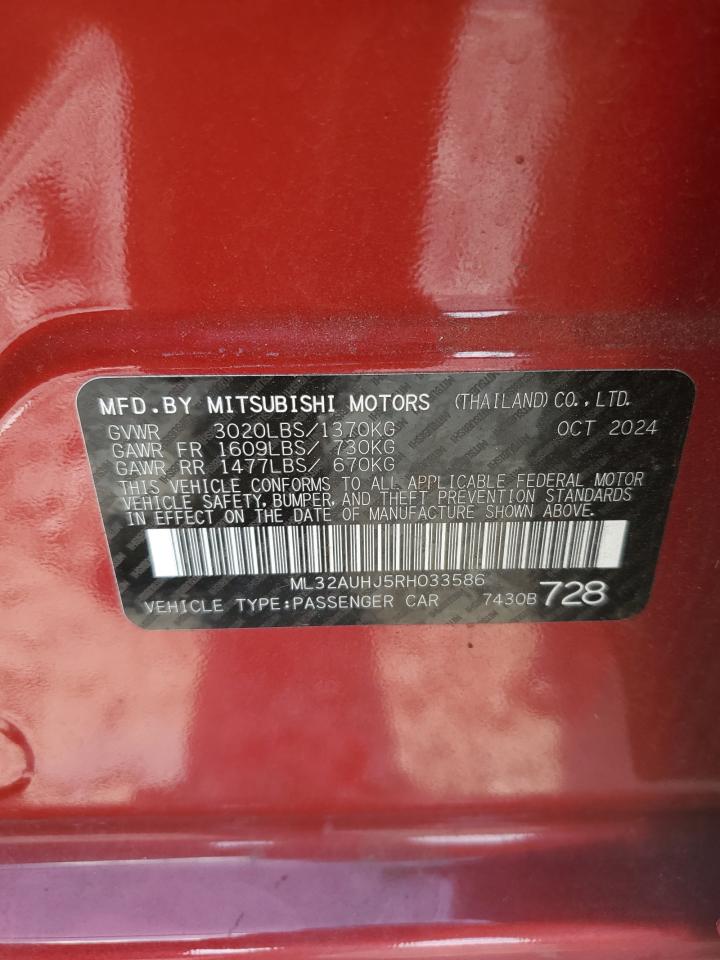 MFD.BY MITSUBISHI MOTORS (THAILAND)CO.,LTD.
GVWR 3020LBS/1370KG OCT 2024
GAWR FR 1609LBS/ 730KG
GAWR RR 1477LBS/ 670KG
THIS VEHICLE CONFORMS TO ALL APPLICABLE FEDERAL MOTOR
VEHICLE SAFETY, BUMPER, AND THEFT PREVENTION STANDARDS
IN EFFECT ON THE DATE OF MANUFACTURE SHOWN ABOVE.
ML32AUHJ5RH033586
VEHICLE TYPE:PASSENGER CAR 7430B 728